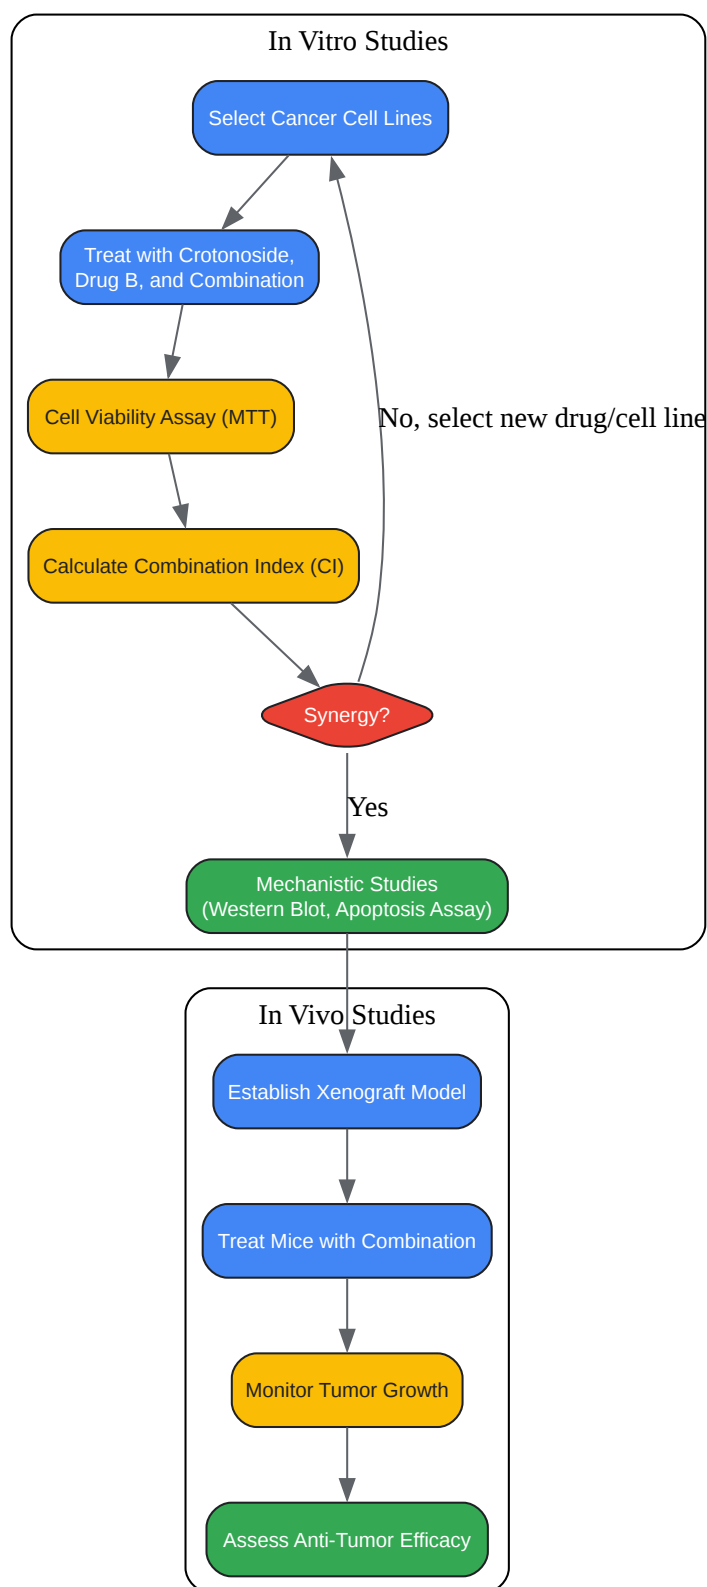 In Vitro Studies
Select Cancer Cell Lines
Treat with Crotonoside,
Drug B, and Combination
Cell Viability Assay (MTT)
No, select new drug/cell line
Calculate Combination Index (CI)
Synergy?
Yes
Mechanistic Studies
(Western Blot, Apoptosis Assay)
In Vivo Studies
Establish Xenograft Model
Treat Mice with Combination
Monitor Tumor Growth
Assess Anti-Tumor Efficacy